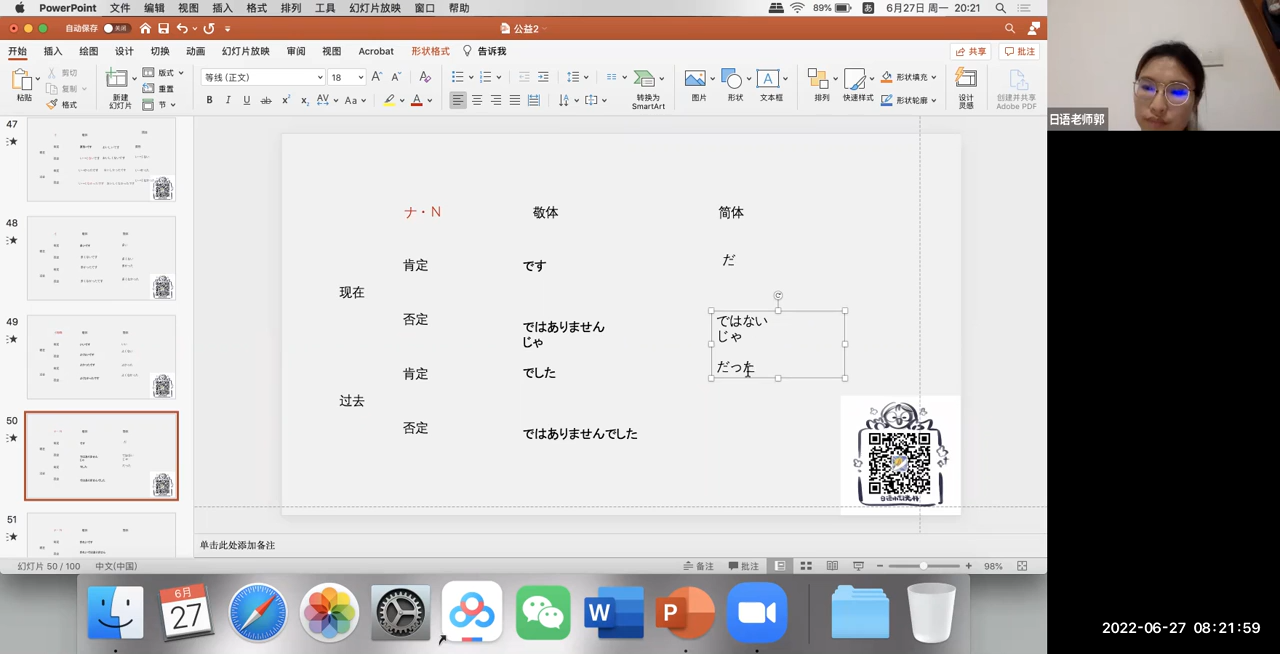 PowerPoint 文件 编辑 视图 插入 格式 排列 工具 幻灯片放映 窗口 帮助
89% あ 6月27日 周一 20:21
自动保存 关闭 公益2
开始 插入 绘图 设计 切换 动画 幻灯片放映 审阅 视图 Acrobat 形状格式 告诉我 共享 批注
粘贴 剪切 复制 格式
新建幻灯片 版式 重置 节
等线 (正文) 18
B I U ab x² x₂ AV Aa A
转换为 SmartArt
图片 形状 文本框
排列 快速样式 形状填充 形状轮廓
设计灵感
创建并共享 Adobe PDF
47
48
49
50
51
ナ・N 敬体 简体
肯定 です だ
现在
否定 ではありません ではない
じゃ じゃ
肯定 でした だった
过去
否定 ではありませんでした
单击此处添加备注
幻灯片 50 / 100 中文(中国) 备注 批注 98%
6月
27
W
P
日语老师郭
2022-06-27 08:21:59